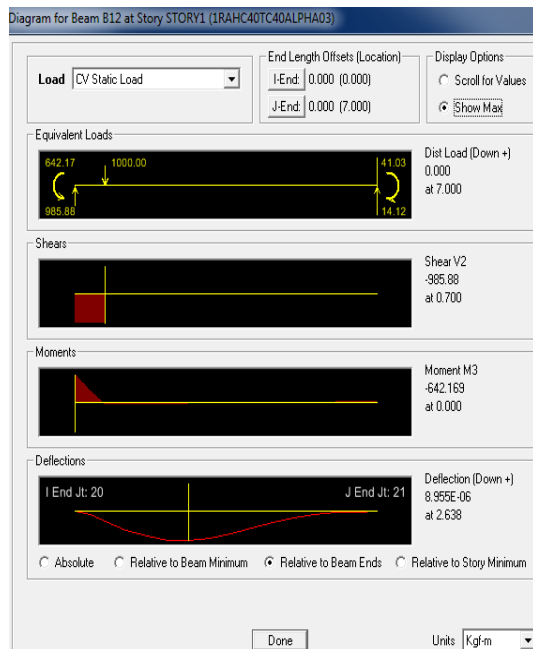 Diagram for Beam B12 at Story STORY1 (1RAHC40TC40ALPHA03)
Load CV Static Load
End Length Offsets (Location)
I-End: 0.000 (0.000)
J-End: 0.000 (7.000)
Display Options
Scroll for Values
Show Max
Equivalent Loads
642.17 1000.00 41.03
985.88 14.12
Dist Load (Down +)
0.000
at 7.000
Shears
Shear V2
-985.88
at 0.700
Moments
Moment M3
-642.169
at 0.000
Deflections
I End Jt: 20 J End Jt: 21
Deflection (Down +)
8.955E-06
at 2.638
Absolute Relative to Beam Minimum Relative to Beam Ends Relative to Story Minimum
Done Units Kgf-m